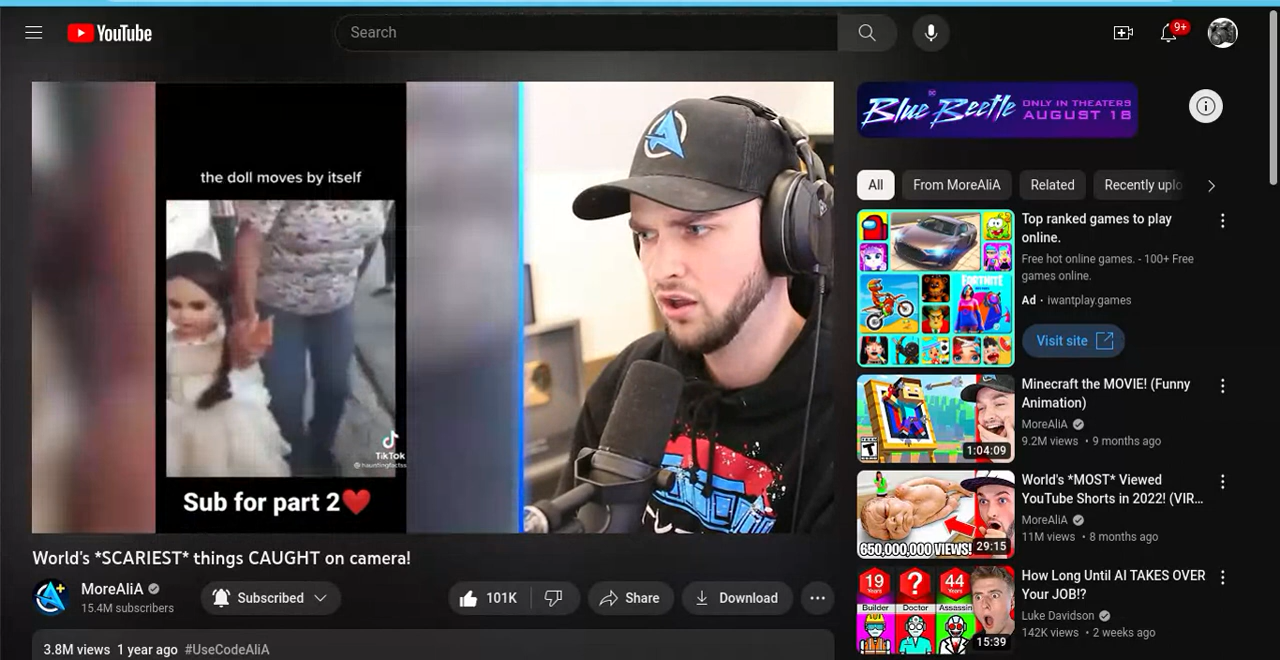 YouTube
Search
9+
the doll moves by itself
TikTok
Sub for part 2❤️
World's *SCARIEST* things CAUGHT on camera!
MoreAliA
15.4M subscribers
Subscribed
101K
Share
Download
3.8M views 1 year ago #UseCodeAliA
DC
Blue Beetle
ONLY IN THEATERS
AUGUST 18
All
From MoreAliA
Related
Recently uplo
FORTNITE
Top ranked games to play
online.
Free hot online games. - 100+ Free
games online.
Ad · iwantplay.games
Visit site
T
1:04:09
Minecraft the MOVIE! (Funny
Animation)
MoreAliA
9.2M views • 9 months ago
650,000,000 VIEWS!
29:15
World's *MOST* Viewed
YouTube Shorts in 2022! (VIR...
MoreAliA
11M views • 8 months ago
19 ? 44
Years Years
Builder Doctor Assassin
15:39
How Long Until AI TAKES OVER
Your JOB!?
Luke Davidson
142K views • 2 weeks ago